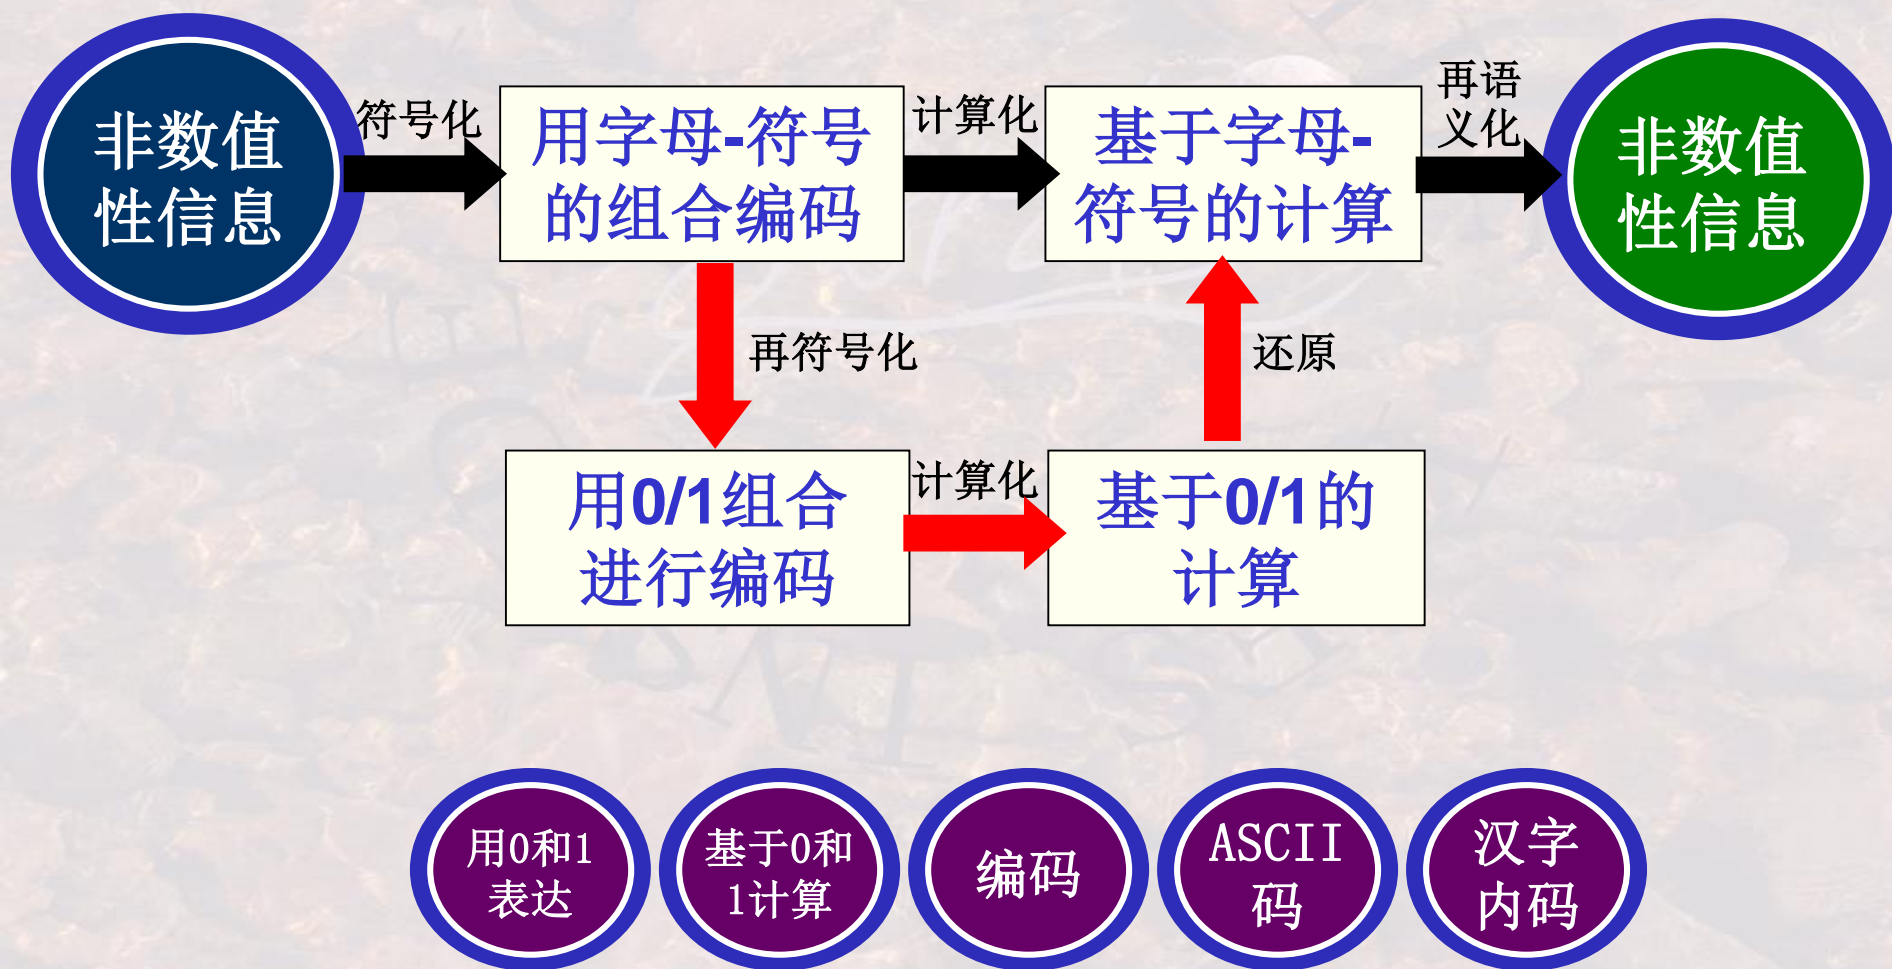 非数值
性信息
符号化
用字母-符号
的组合编码
计算化
基于字母-
符号的计算
再语
义化
非数值
性信息
再符号化
还原
用0/1组合
进行编码
计算化
基于0/1的
计算
用0和1
表达
基于0和
1计算
编码
ASCII
码
汉字
内码